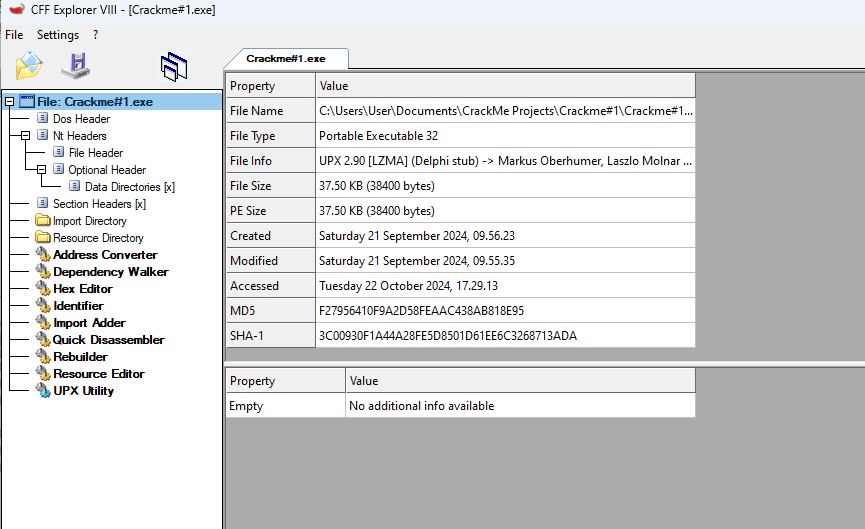 CFF Explorer VIII - [Crackme#1.exe]
File Settings ?
Crackme#1.exe
File: Crackme#1.exe
Dos Header
Nt Headers
File Header
Optional Header
Data Directories [x]
Section Headers [x]
Import Directory
Resource Directory
Address Converter
Dependency Walker
Hex Editor
Identifier
Import Adder
Quick Disassembler
Rebuilder
Resource Editor
UPX Utility
Property Value
File Name C:\Users\User\Documents\CrackMe Projects\Crackme#1\Crackme#1...
File Type Portable Executable 32
File Info UPX 2.90 [LZMA] (Delphi stub) -> Markus Oberhumer, Laszlo Molnar ...
File Size 37.50 KB (38400 bytes)
PE Size 37.50 KB (38400 bytes)
Created Saturday 21 September 2024, 09.56.23
Modified Saturday 21 September 2024, 09.55.35
Accessed Tuesday 22 October 2024, 17.29.13
MD5 F27956410F9A2D58FEAAC438AB818E95
SHA-1 3C00930F1A44A28FE5D8501D61EE6C3268713ADA
Property Value
Empty No additional info available